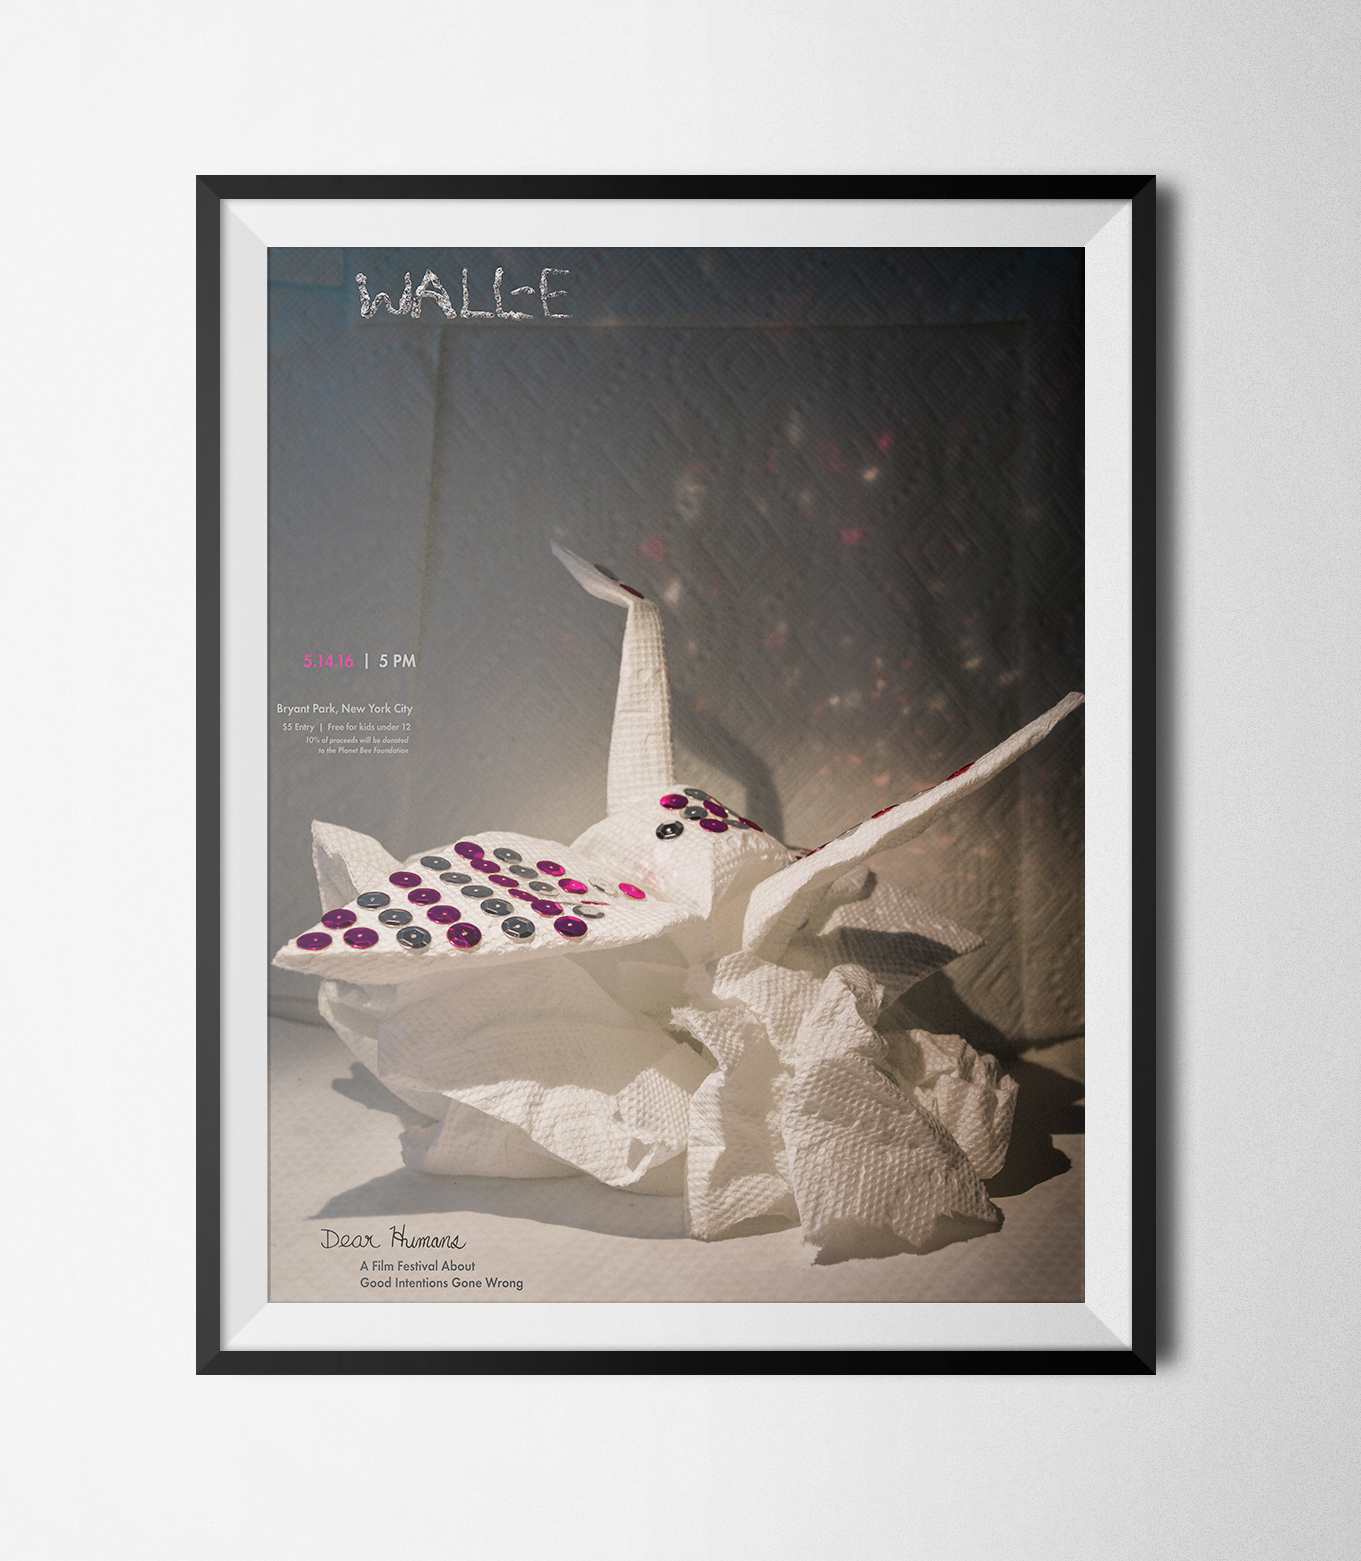 WALL-E
5.14.16 | 5 PM
Bryant Park, New York City
$5 Entry | Free for kids under 12
10% of proceeds will be donated
to the Planet Bee Foundation
Dear Humans
A Film Festival About
Good Intentions Gone Wrong